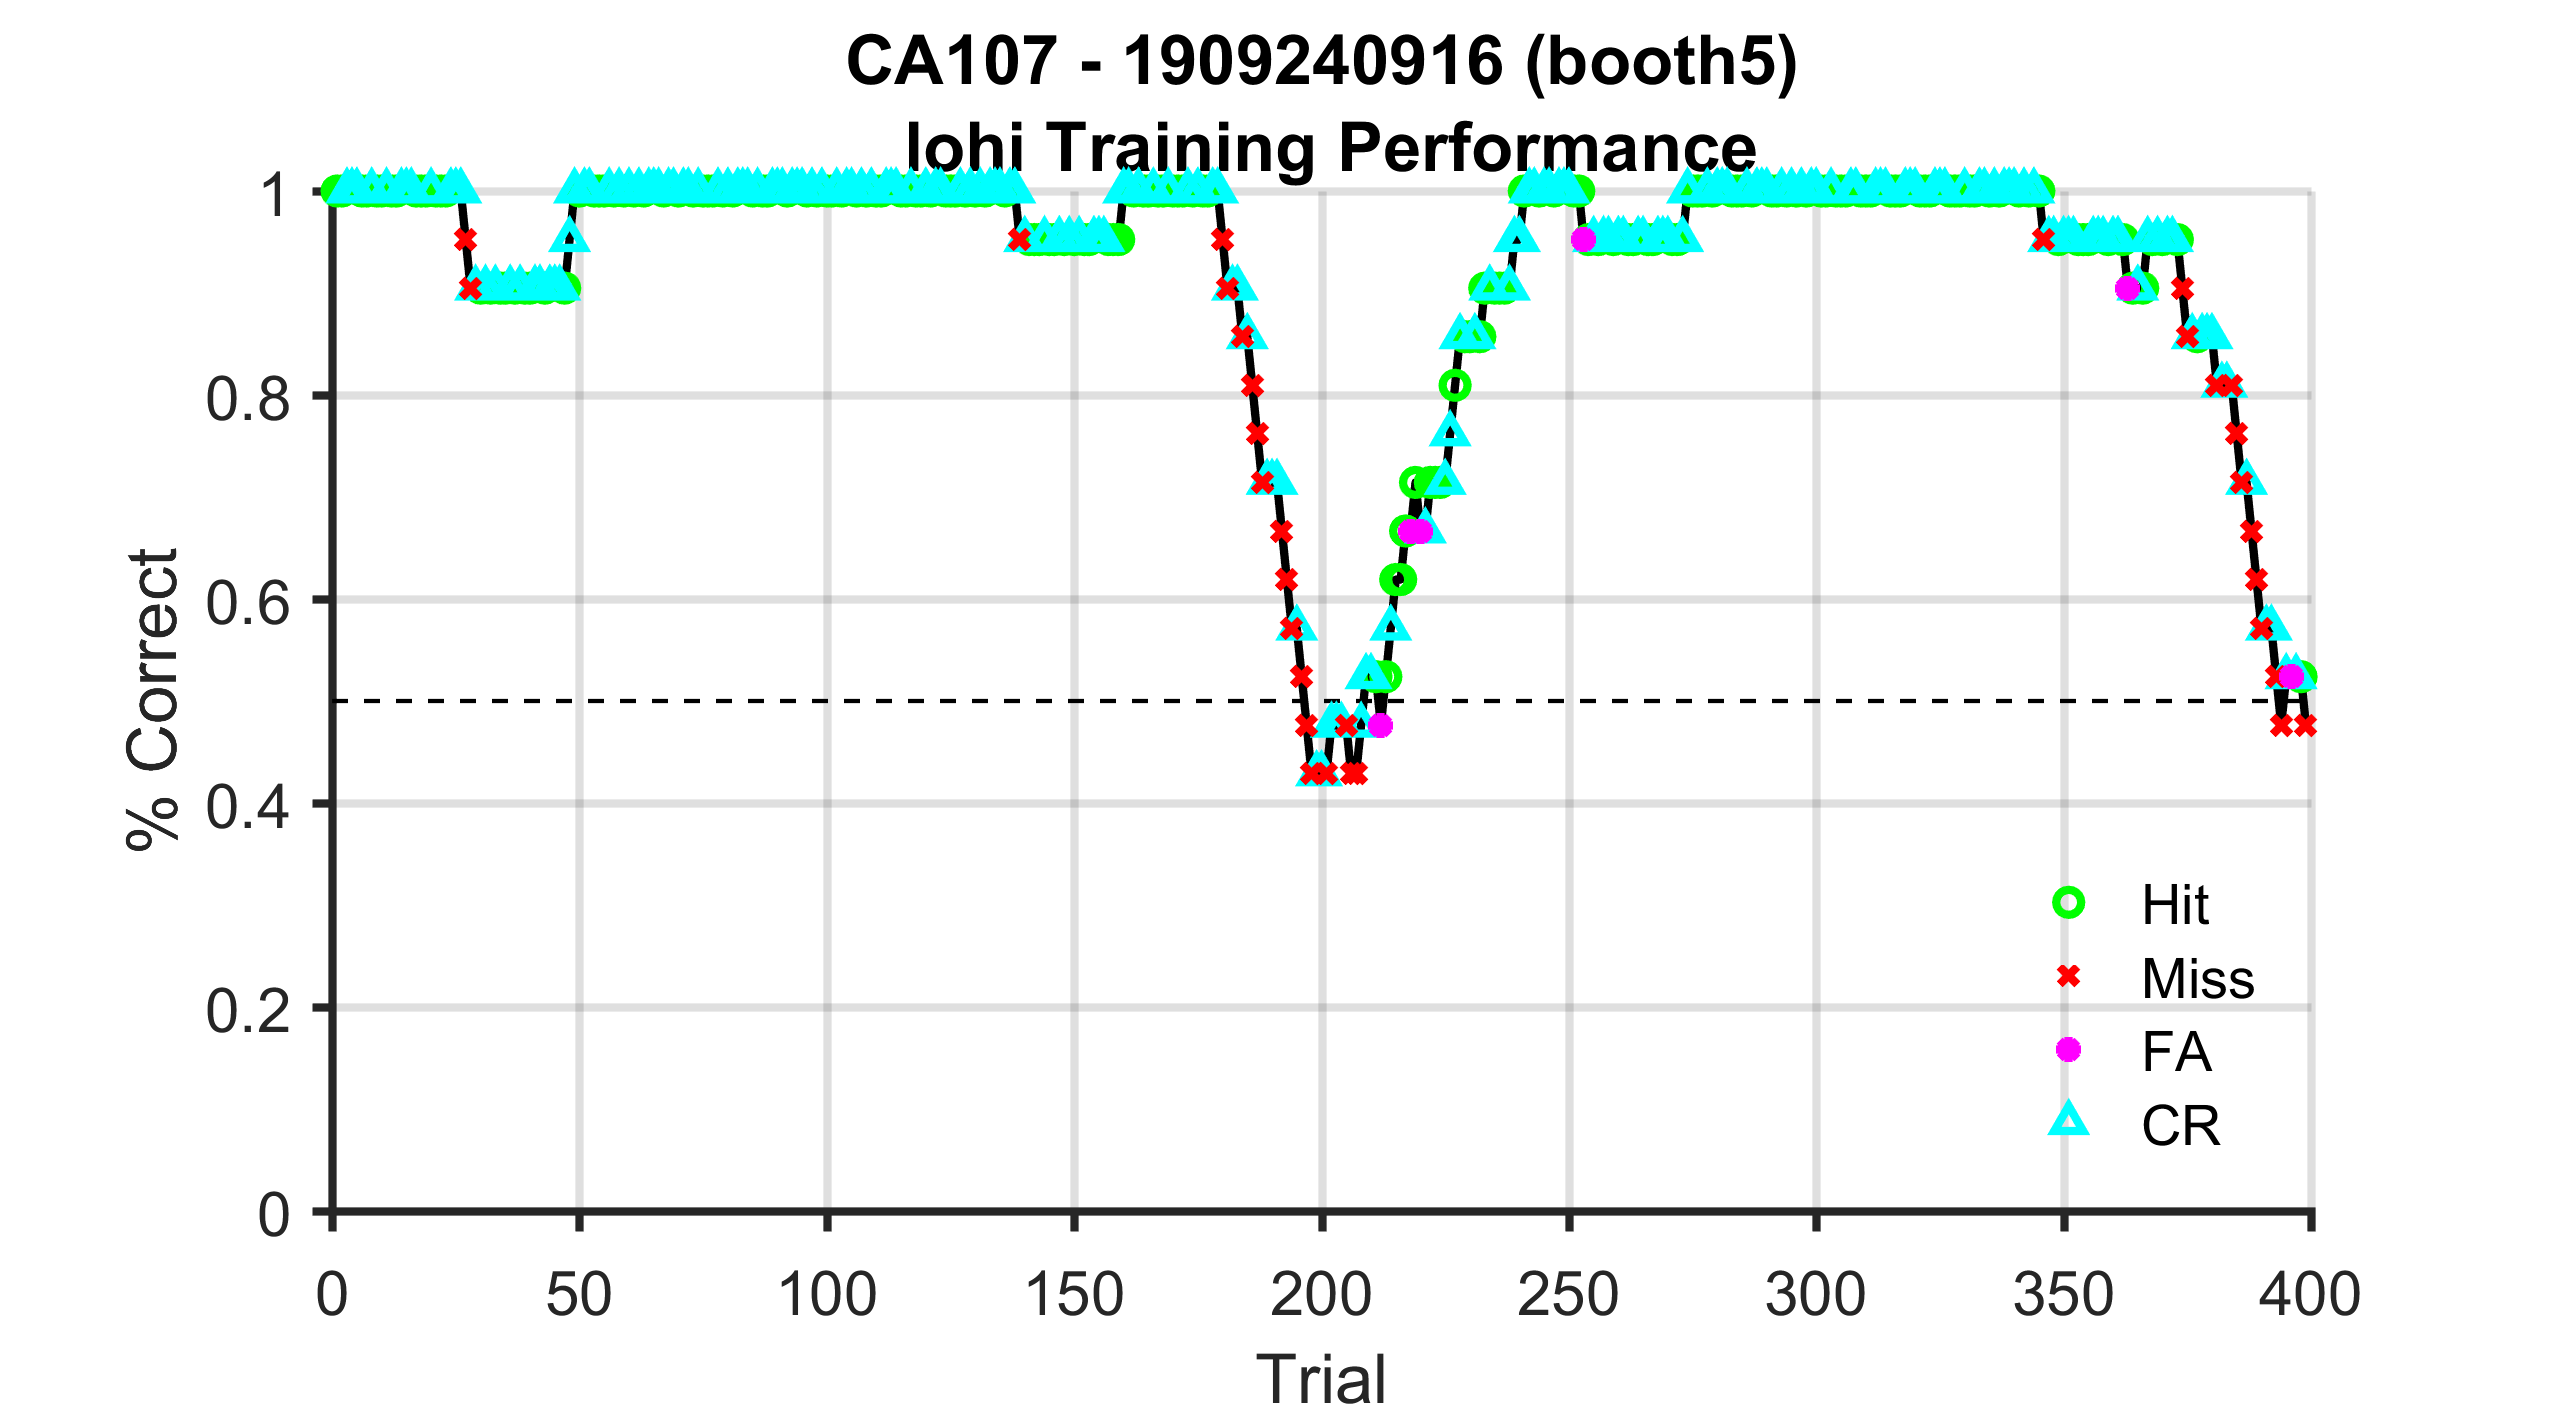 CA107 - 1909240916 (booth5)
lohi Training Performance
% Correct
1
0.8
0.6
0.4
0.2
0
0 50 100 150 200 250 300 350 400
Trial
Hit
Miss
FA
CR